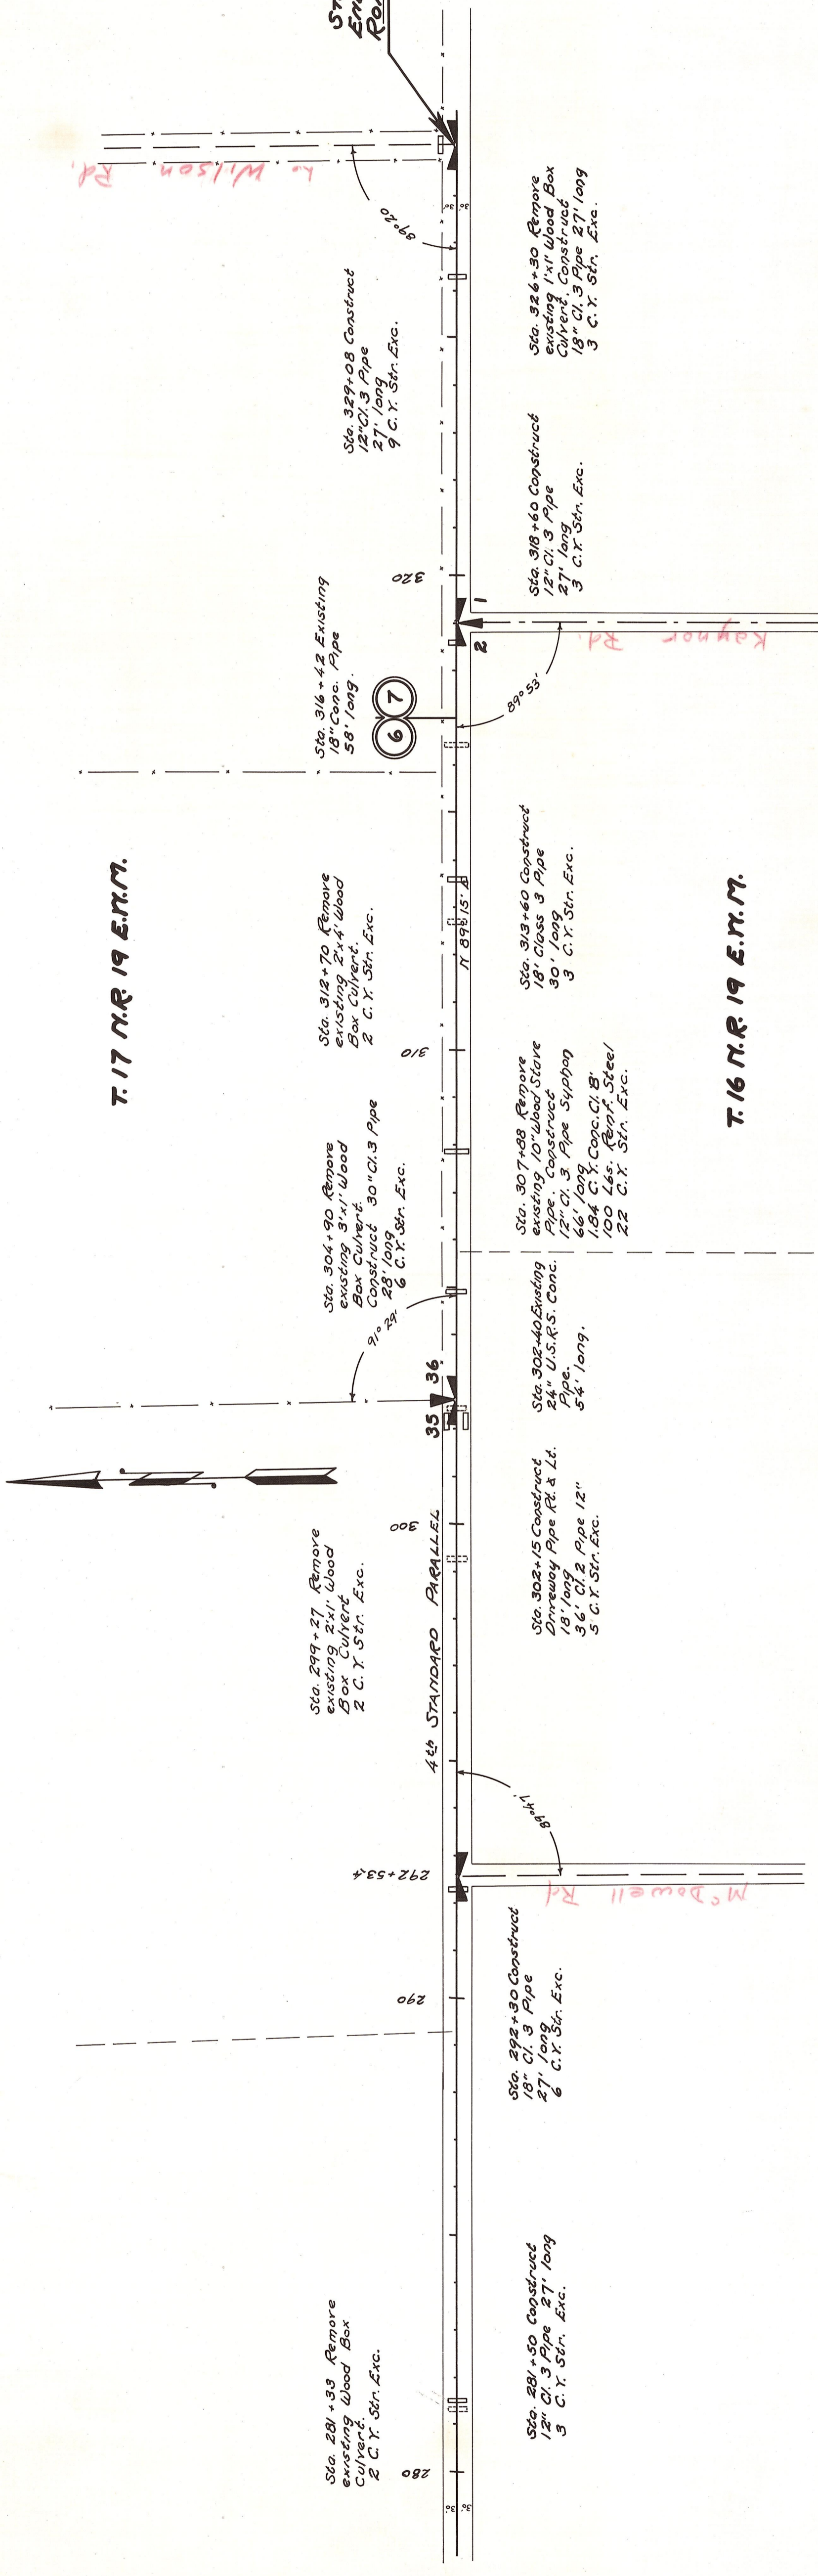 T. 17 N. R. 19 E. W. M.
Sta. 281+33 Remove
existing Wood Box
Culvert.
2 C.Y. Str. Exc.
Sta. 299+27 Remove
existing 2'x1' Wood
Box Culvert
2 C.Y. Str. Exc.
Sta. 304+90 Remove
existing 3'x1' Wood
Box Culvert.
Construct 30" Cl. 3 Pipe
28' long
6 C.Y. Str. Exc.
Sta. 312+70 Remove
existing 2'x4' Wood
Box Culvert.
2 C.Y. Str. Exc.
Sta. 316+42 Existing
18" Conc. Pipe
58' long.
Sta. 329+08 Construct
12" Cl. 3 Pipe
27' long
9 C.Y. Str. Exc.
L. Wilson Rd.
89° 20'
91° 29'
6 7
280
290
292+53.4
300
310
320
4th STANDARD PARALLEL
35 36
N 89° 15'
30'
30'
30'
30'
2 1
89° 53'
McDowell Rd
Kaynor Rd.
Sta. 281+50 Construct
12" Cl. 3 Pipe 27' long
3 C.Y. Str. Exc.
Sta. 292+30 Construct
18" Cl. 3 Pipe
27' long
6 C.Y. Str. Exc.
Sta. 302+15 Construct
Driveway Pipe Rt. & Lt.
18' long
36' Cl. 2 Pipe 12"
5 C.Y. Str. Exc.
Sta. 302+40 Existing
24" U.S.R.S. Conc.
Pipe.
54' long.
Sta. 307+88 Remove
existing 10" Wood Stave
Pipe. Construct
12" Cl. 3 Pipe Syphon
66' long
1.84 C.Y. Conc. Cl. 'B'
100 Lbs. Reinf. Steel
22 C.Y. Str. Exc.
Sta. 313+60 Construct
18' Class 3 Pipe
30' long
3 C.Y. Str. Exc.
Sta. 318+60 Construct
12" Cl. 3 Pipe
27' long
3 C.Y. Str. Exc.
Sta. 326+30 Remove
existing 1'x1' Wood Box
Culvert. Construct
18" Cl. 3 Pipe 27' long
3 C.Y. Str. Exc.
T. 16 N. R. 19 E. W. M.